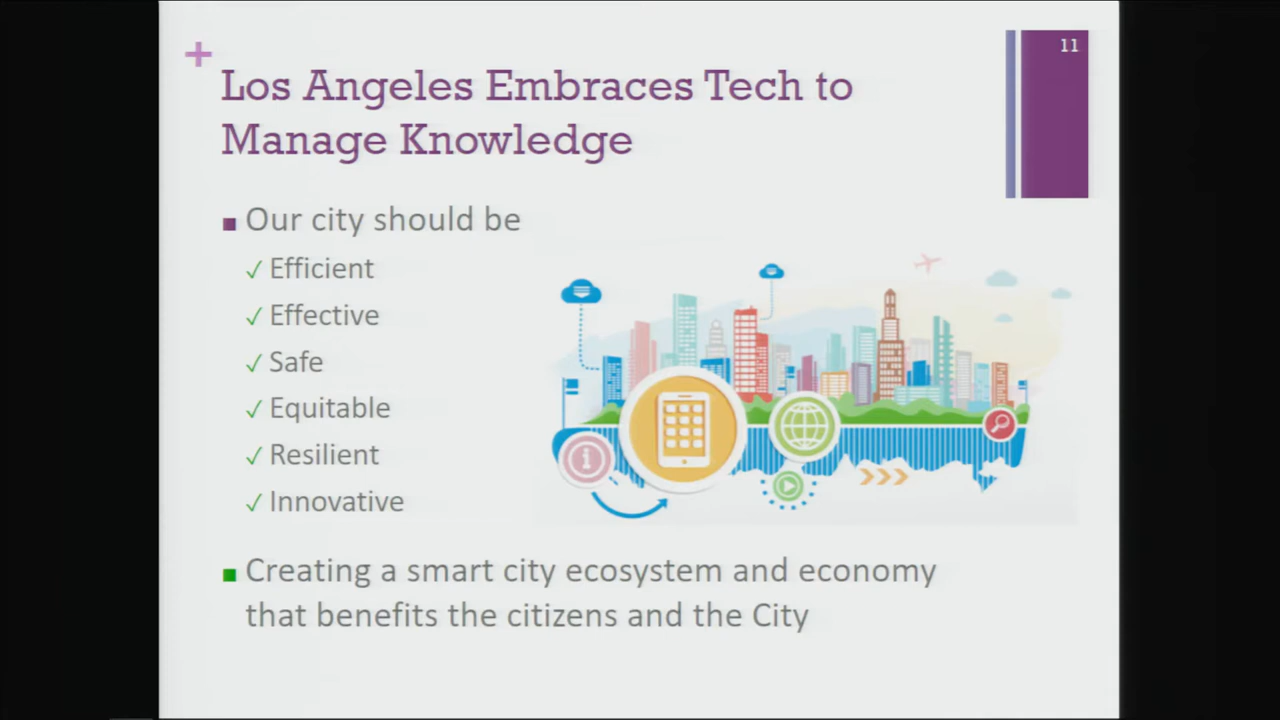 11
+
Los Angeles Embraces Tech to
Manage Knowledge
■ Our city should be
✓ Efficient
✓ Effective
✓ Safe
✓ Equitable
✓ Resilient
✓ Innovative
■ Creating a smart city ecosystem and economy
that benefits the citizens and the City